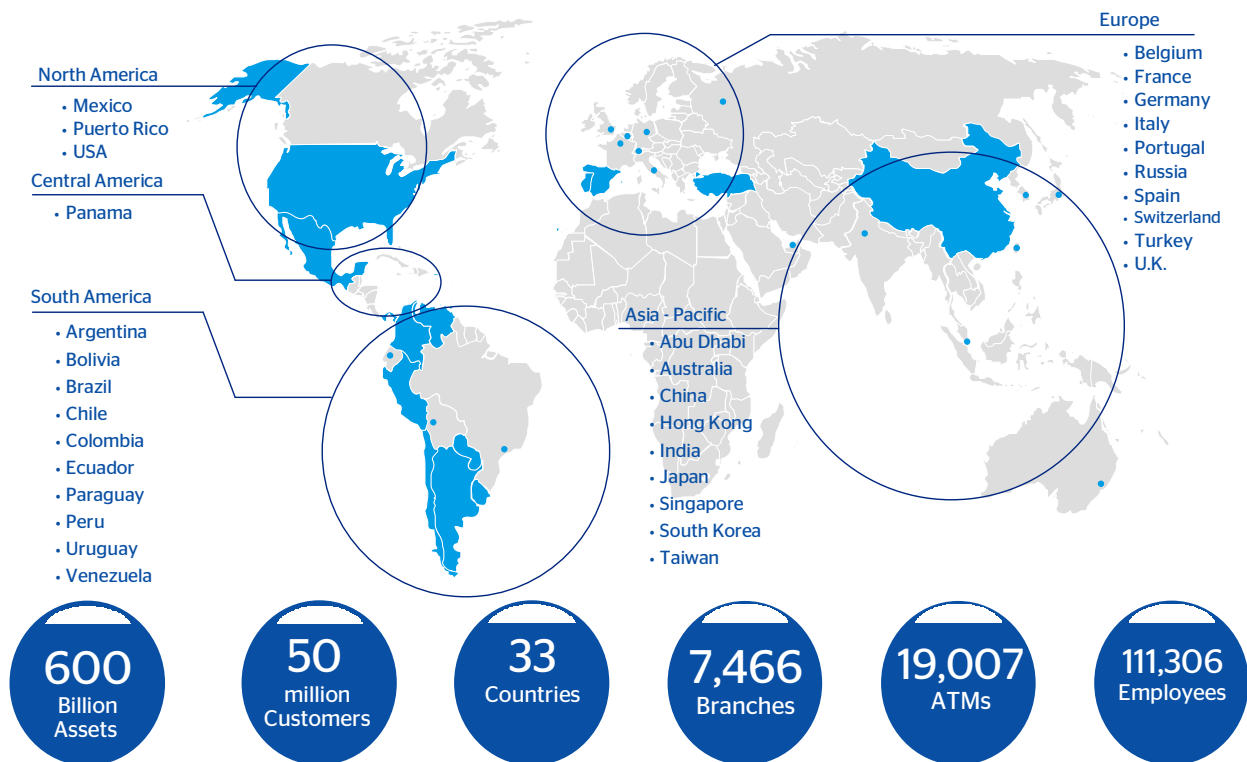 North America
• Mexico
• Puerto Rico
• USA
Central America
• Panama
South America
• Argentina
• Bolivia
• Brazil
• Chile
• Colombia
• Ecuador
• Paraguay
• Peru
• Uruguay
• Venezuela
Europe
• Belgium
• France
• Germany
• Italy
• Portugal
• Russia
• Spain
• Switzerland
• Turkey
• U.K.
Asia - Pacific
• Abu Dhabi
• Australia
• China
• Hong Kong
• India
• Japan
• Singapore
• South Korea
• Taiwan
600
Billion
Assets
50
million
Customers
33
Countries
7,466
Branches
19,007
ATMs
111,306
Employees